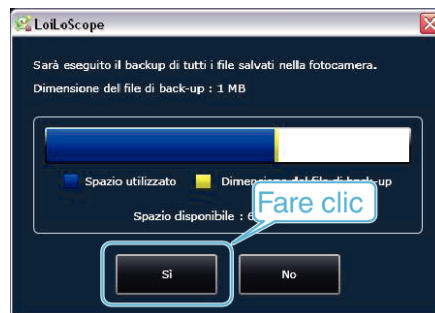 LoiLoScope
Sarà eseguito il backup di tutti i file salvati nella fotocamera.
Dimensione del file di back-up : 1 MB
Spazio utilizzato Dimensione del file di back-up
Spazio disponibile :
Fare clic
Sì No